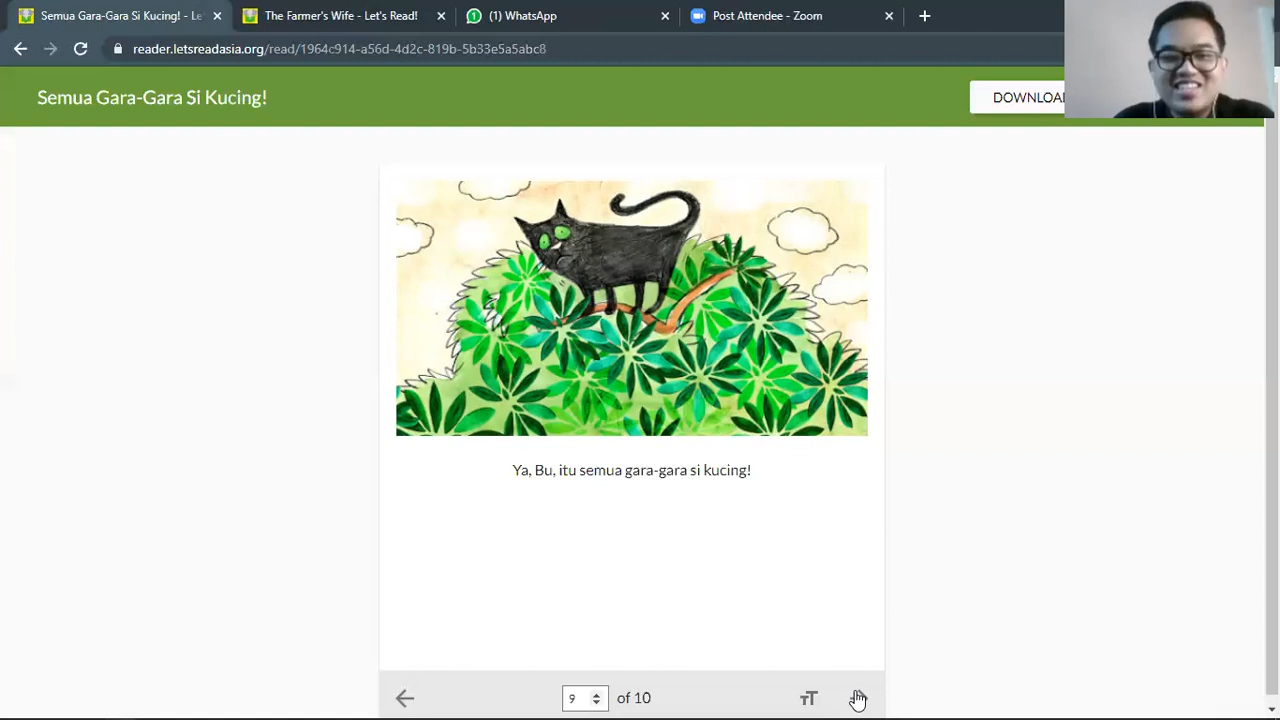 Semua Gara-Gara Si Kucing! - Le
The Farmer's Wife - Let's Read!
(1) WhatsApp
Post Attendee - Zoom
reader.letsreadasia.org/read/1964c914-a56d-4d2c-819b-5b33e5a5abc8
Semua Gara-Gara Si Kucing!
DOWNLOA
Ya, Bu, itu semua gara-gara si kucing!
9 of 10
TT